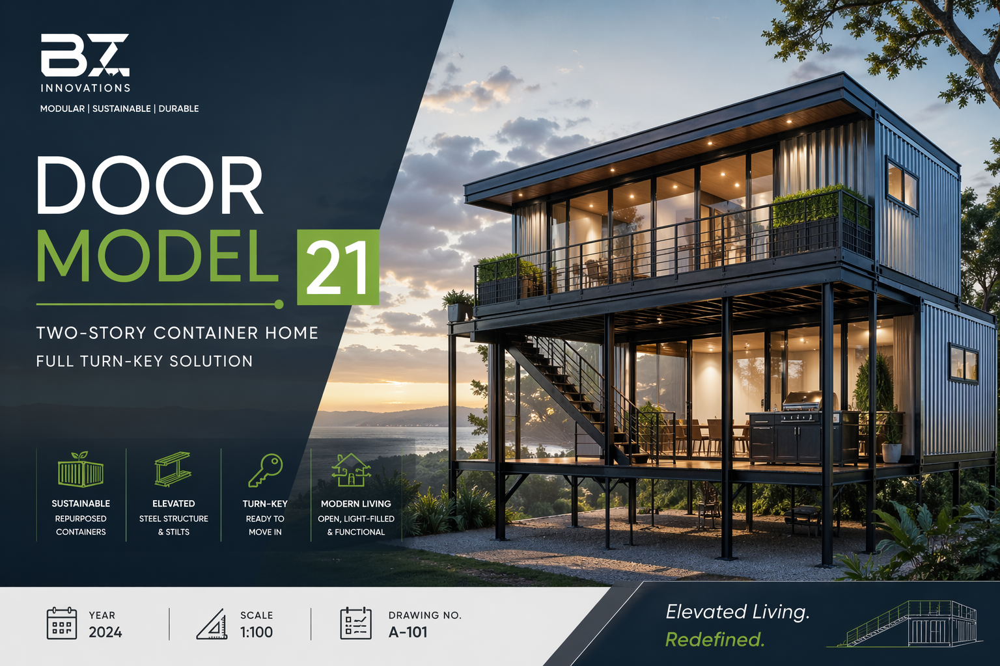 BZ
INNOVATIONS
MODULAR | SUSTAINABLE | DURABLE
DOOR
MODEL 21
TWO-STORY CONTAINER HOME
FULL TURN-KEY SOLUTION
SUSTAINABLE
REPURPOSED
CONTAINERS
ELEVATED
STEEL STRUCTURE
& STILTS
TURN-KEY
READY TO
MOVE IN
MODERN LIVING
OPEN, LIGHT-FILLED
& FUNCTIONAL
YEAR
2024
SCALE
1:100
DRAWING NO.
A-101
Elevated Living.
Redefined.